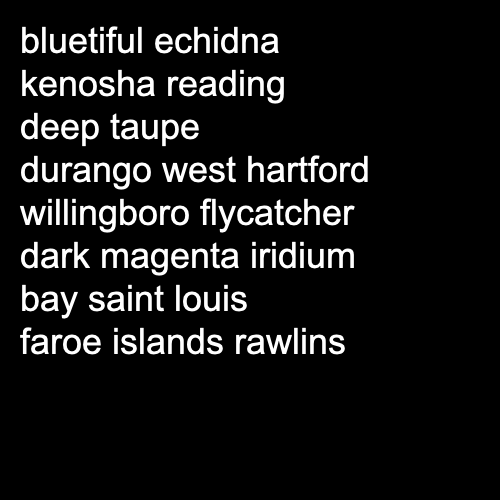 bluetiful echidna
kenosha reading
deep taupe
durango west hartford
willingboro flycatcher
dark magenta iridium
bay saint louis
faroe islands rawlins